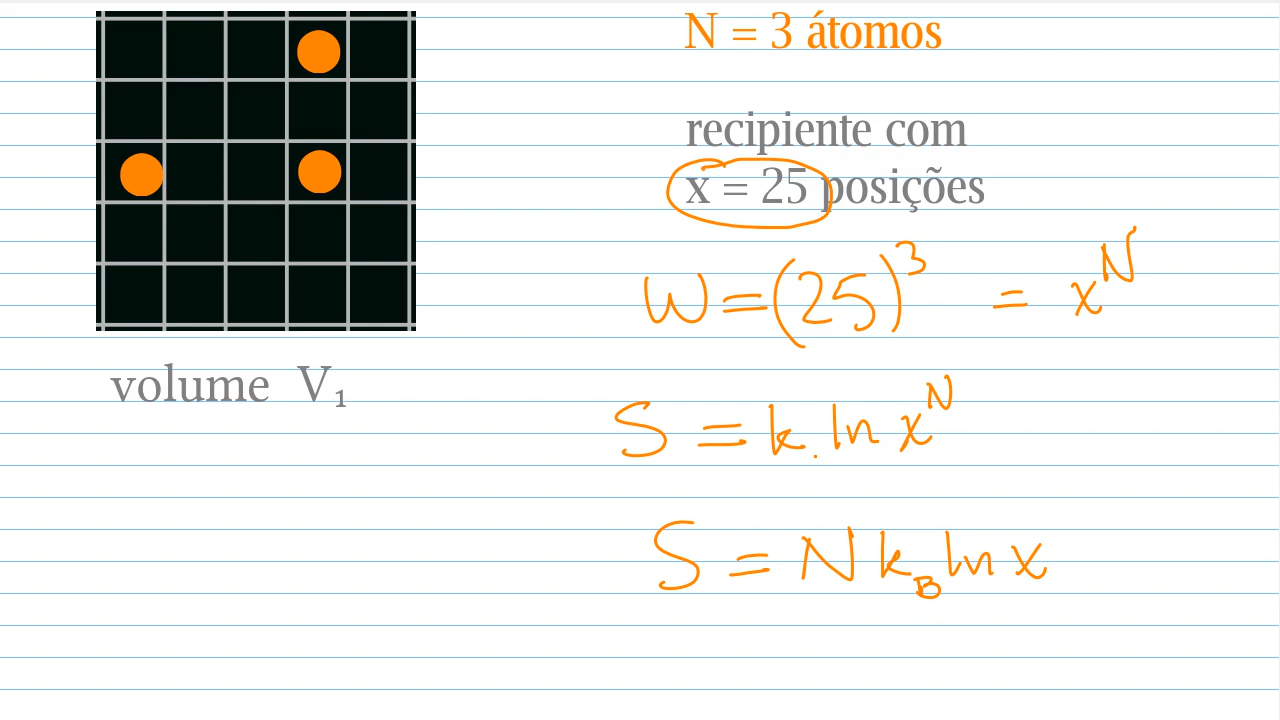 N = 3 átomos
recipiente com
x = 25 posições
W = (25)³ = x^N
volume V₁
S = k. ln x^N
S = N k_B ln x